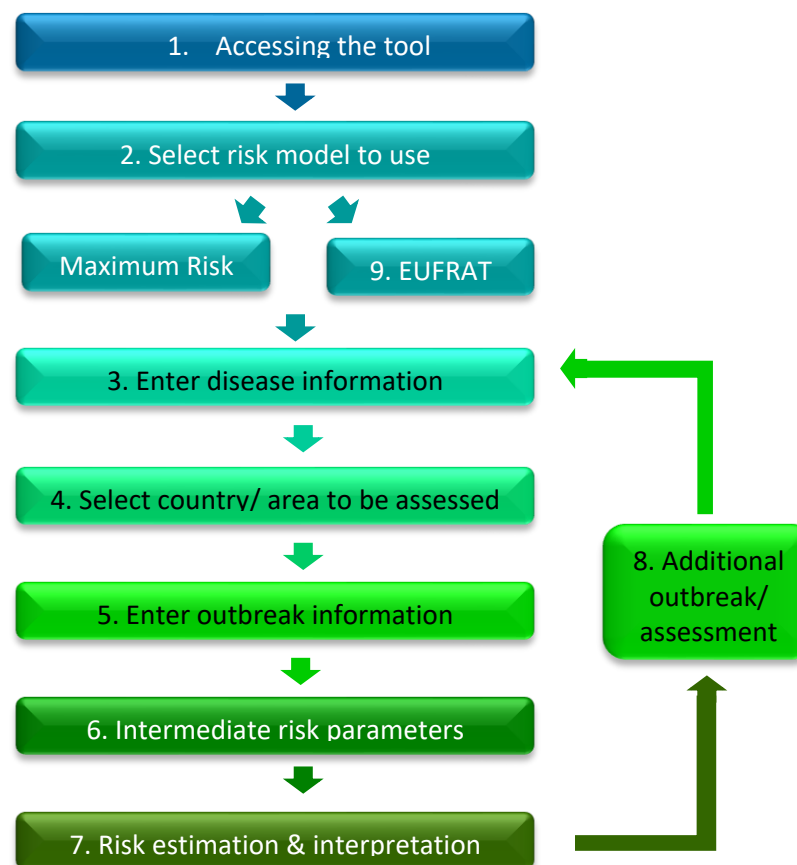 1. Accessing the tool
2. Select risk model to use
Maximum Risk
9. EUFRAT
3. Enter disease information
4. Select country/ area to be assessed
5. Enter outbreak information
8. Additional
outbreak/
assessment
6. Intermediate risk parameters
7. Risk estimation & interpretation